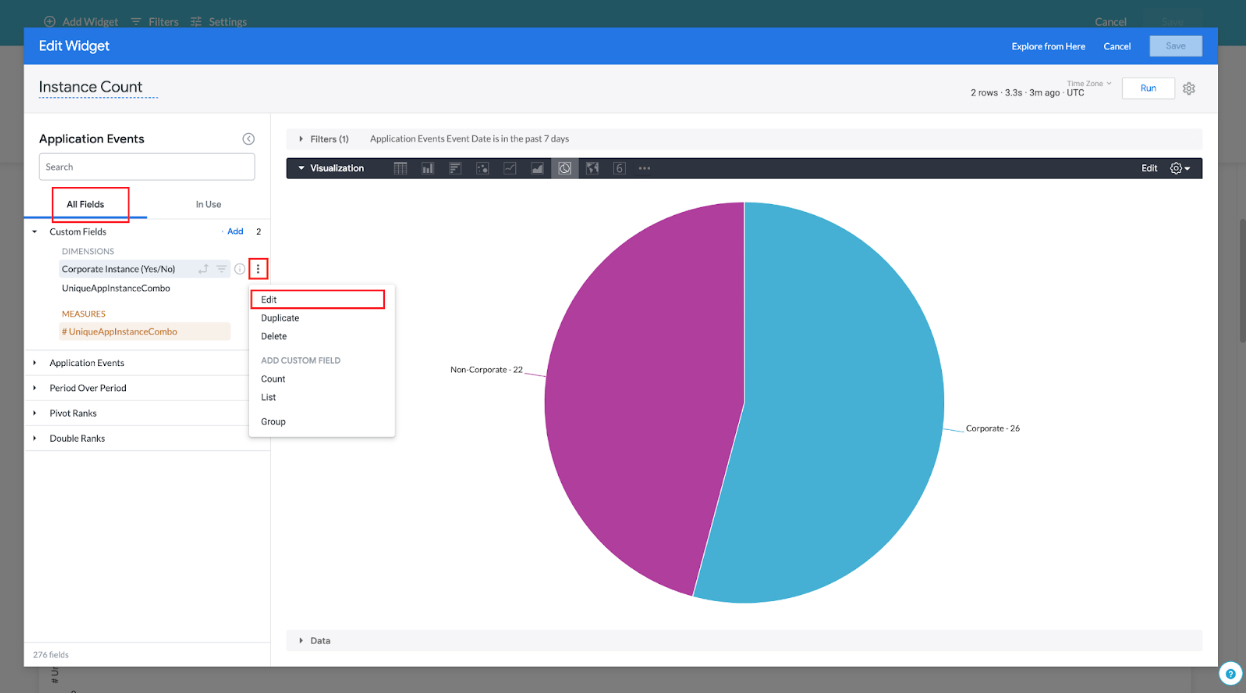 Add Widget Filters Settings Cancel Save
Edit Widget Explore from Here Cancel Save
Instance Count
2 rows · 3.3s · 3m ago · UTC
Time Zone
Run
Application Events
Search
All Fields In Use
Custom Fields · Add 2
DIMENSIONS
Corporate Instance (Yes/No)
UniqueAppInstanceCombo
MEASURES
# UniqueAppInstanceCombo
Application Events
Period Over Period
Pivot Ranks
Double Ranks
276 fields
Edit
Duplicate
Delete
ADD CUSTOM FIELD
Count
List
Group
Filters (1) Application Events Event Date is in the past 7 days
Visualization 6 ••• Edit
Non-Corporate - 22
Corporate - 26
Data
?